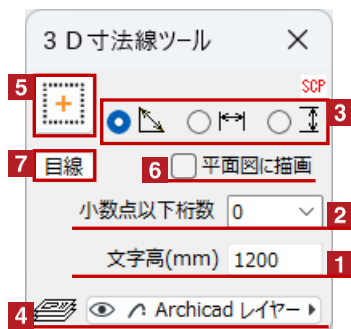 3D寸法線ツール
5
SCP
3
7 目線
6 平面図に描画
小数点以下桁数 0 2
文字高(mm) 1200 1
4 Archicad レイヤー